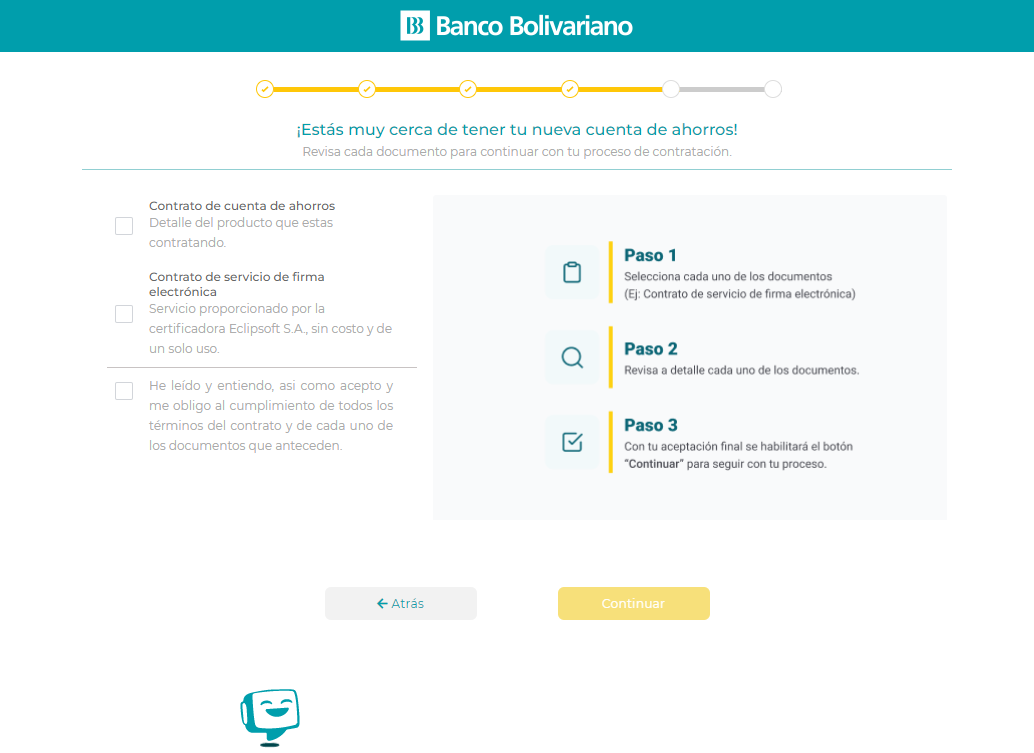 Banco Bolivariano
¡Estás muy cerca de tener tu nueva cuenta de ahorros!
Revisa cada documento para continuar con tu proceso de contratación.
Contrato de cuenta de ahorros
Detalle del producto que estas
contratando.
Contrato de servicio de firma
electrónica
Servicio proporcionado por la
certificadora Eclipsoft S.A., sin costo y de
un solo uso.
He leído y entiendo, asi como acepto y
me obligo al cumplimiento de todos los
términos del contrato y de cada uno de
los documentos que anteceden.
Paso 1
Selecciona cada uno de los documentos
(Ej: Contrato de servicio de firma electrónica)
Paso 2
Revisa a detalle cada uno de los documentos.
Paso 3
Con tu aceptación final se habilitará el botón
“Continuar” para seguir con tu proceso.
Atrás
Continuar